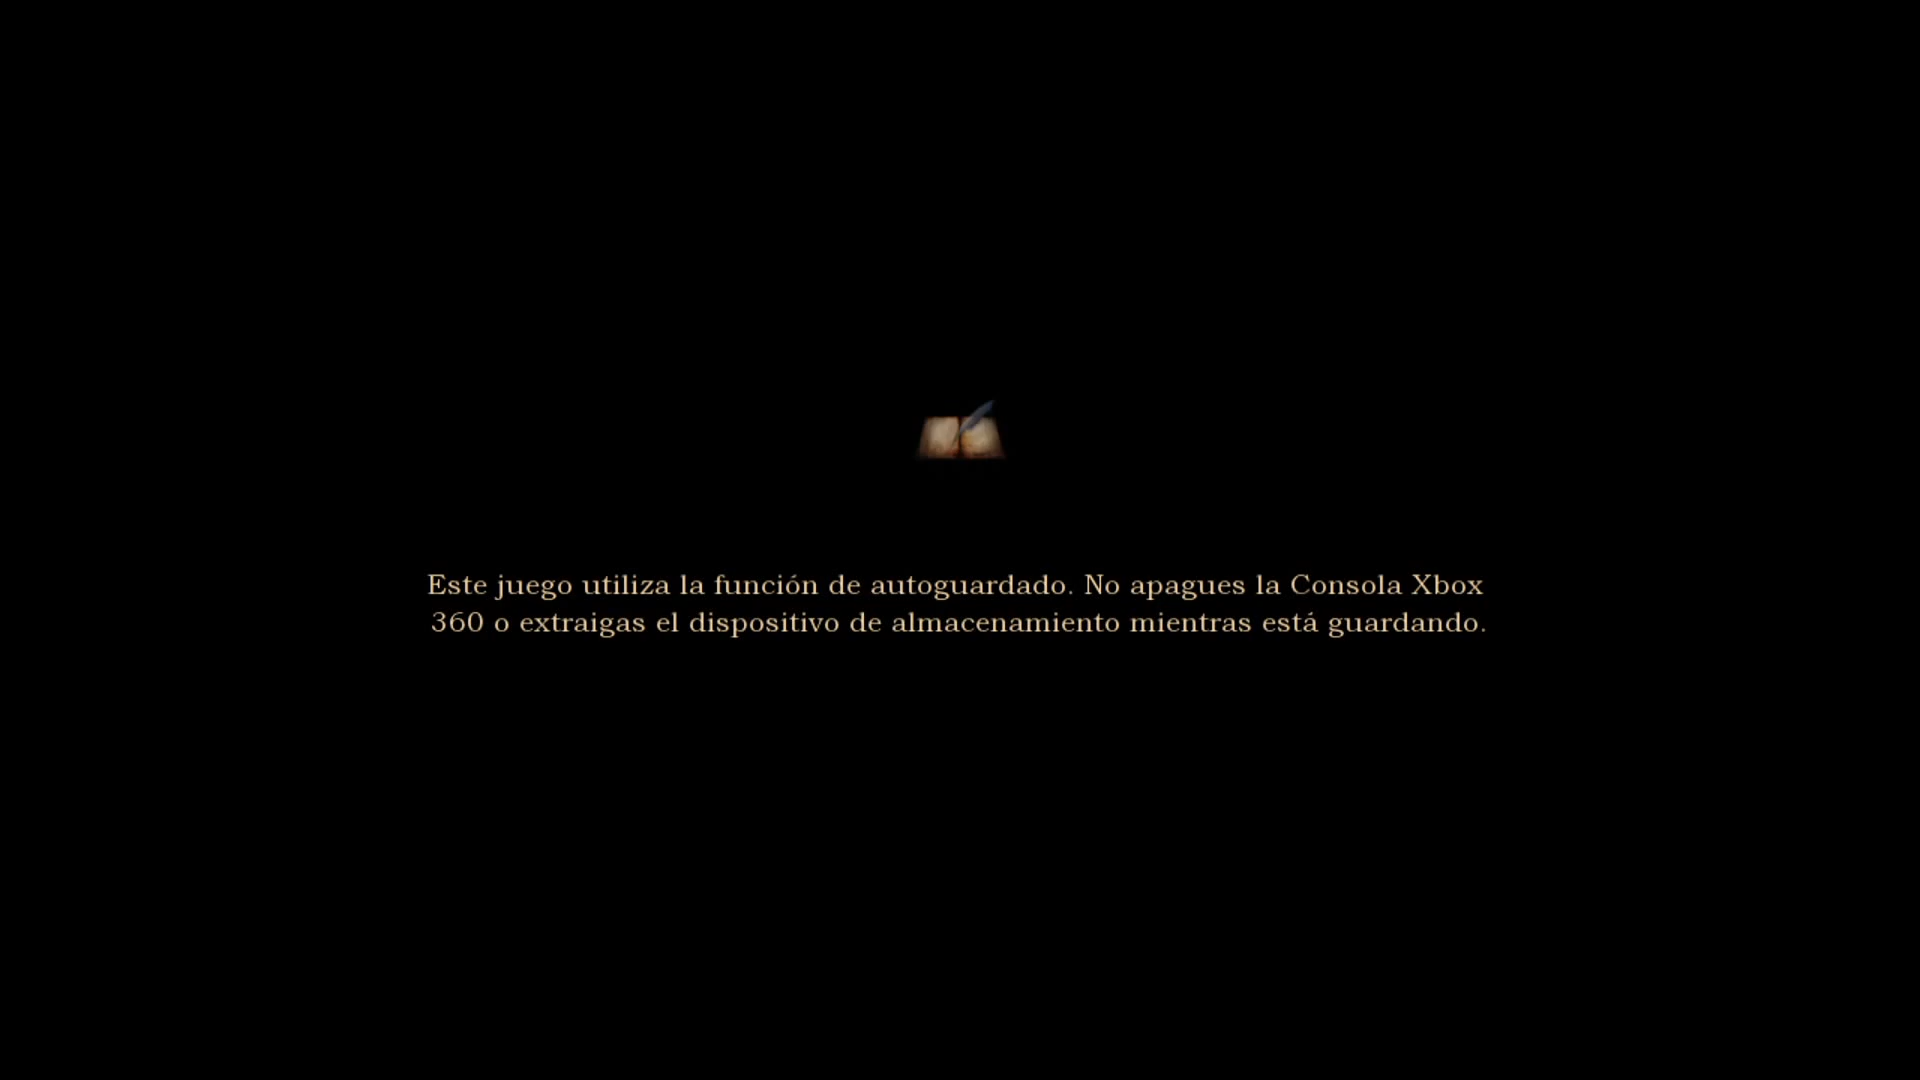 Este juego utiliza la función de autoguardado. No apagues la Consola Xbox
360 o extraigas el dispositivo de almacenamiento mientras está guardando.